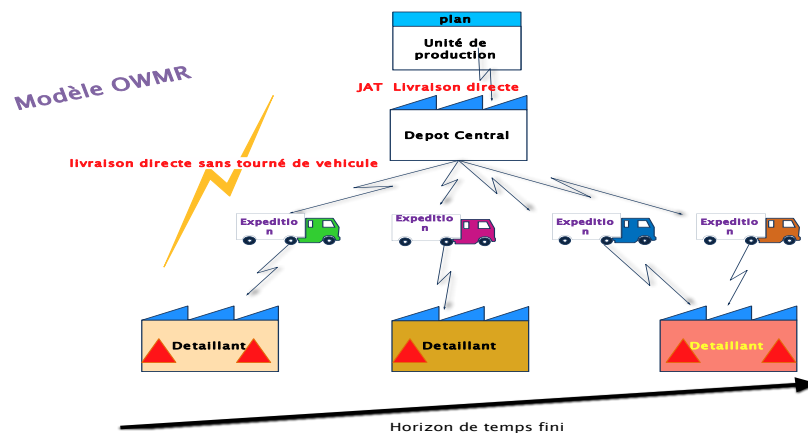 plan
Unité de
production
Modèle OWMR
JAT Livraison directe
Depot Central
livraison directe sans tourné de vehicule
Expeditio
n
Expeditio
n
Expeditio
n
Expeditio
n
Detaillant
Detaillant
Detaillant
Horizon de temps fini